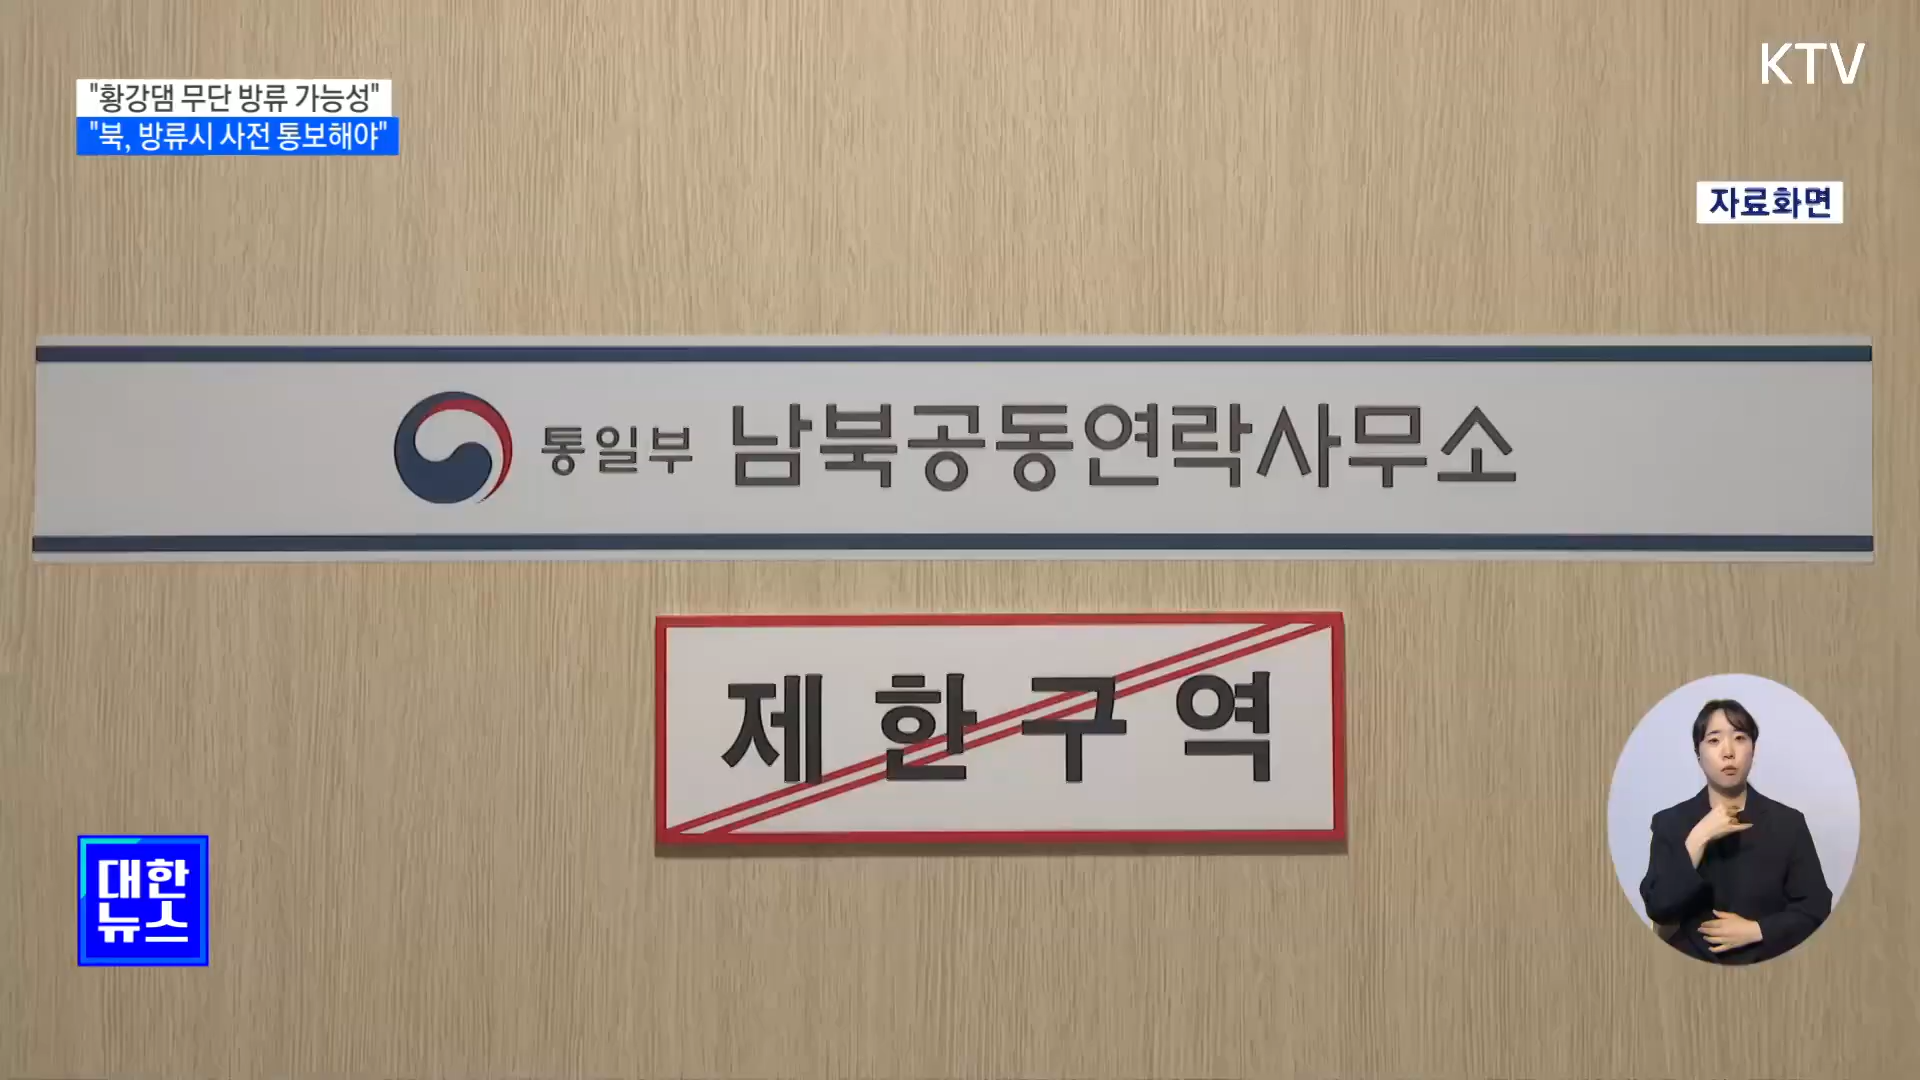 KTV
"황강댐 무단 방류 가능성"
"북, 방류시 사전 통보해야"
자료화면
통일부 남북공동연락사무소
제한구역
대한
뉴스